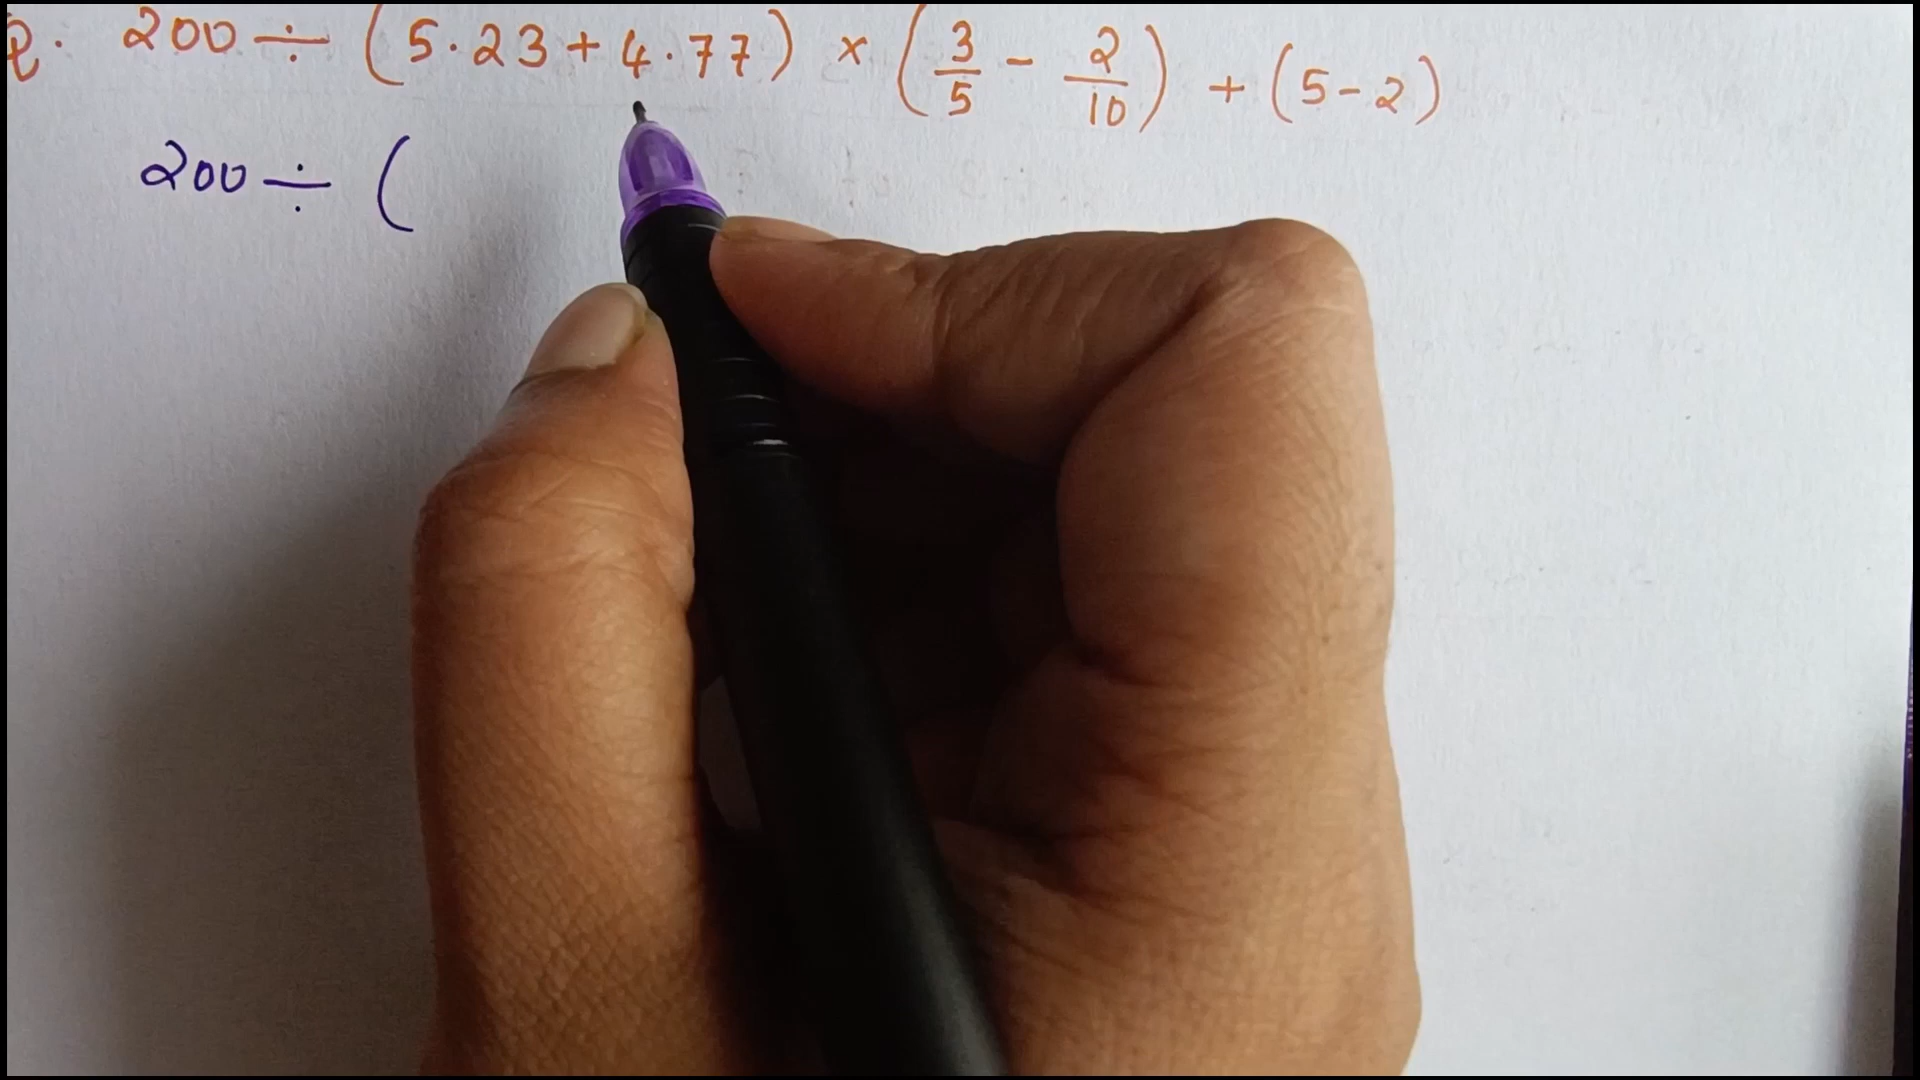 Q. 200 ÷ (5.23 + 4.77) × (3/5 - 2/10) + (5-2)
200 ÷ (